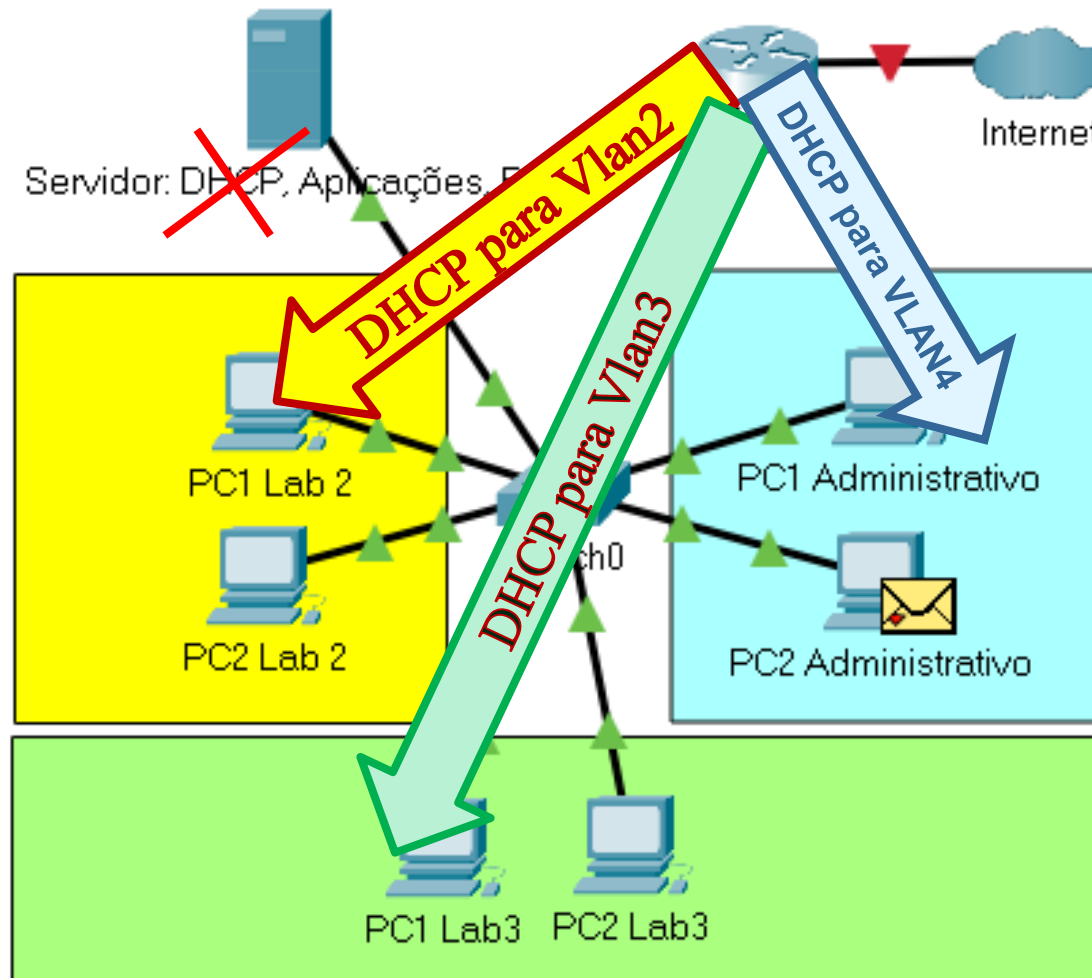 Internet
Servidor: DHCP, Aplicações,
DHCP para Vlan2
DHCP para Vlan3
DHCP para VLAN4
PC1 Lab 2
PC2 Lab 2
ch0
PC1 Administrativo
PC2 Administrativo
PC1 Lab3
PC2 Lab3